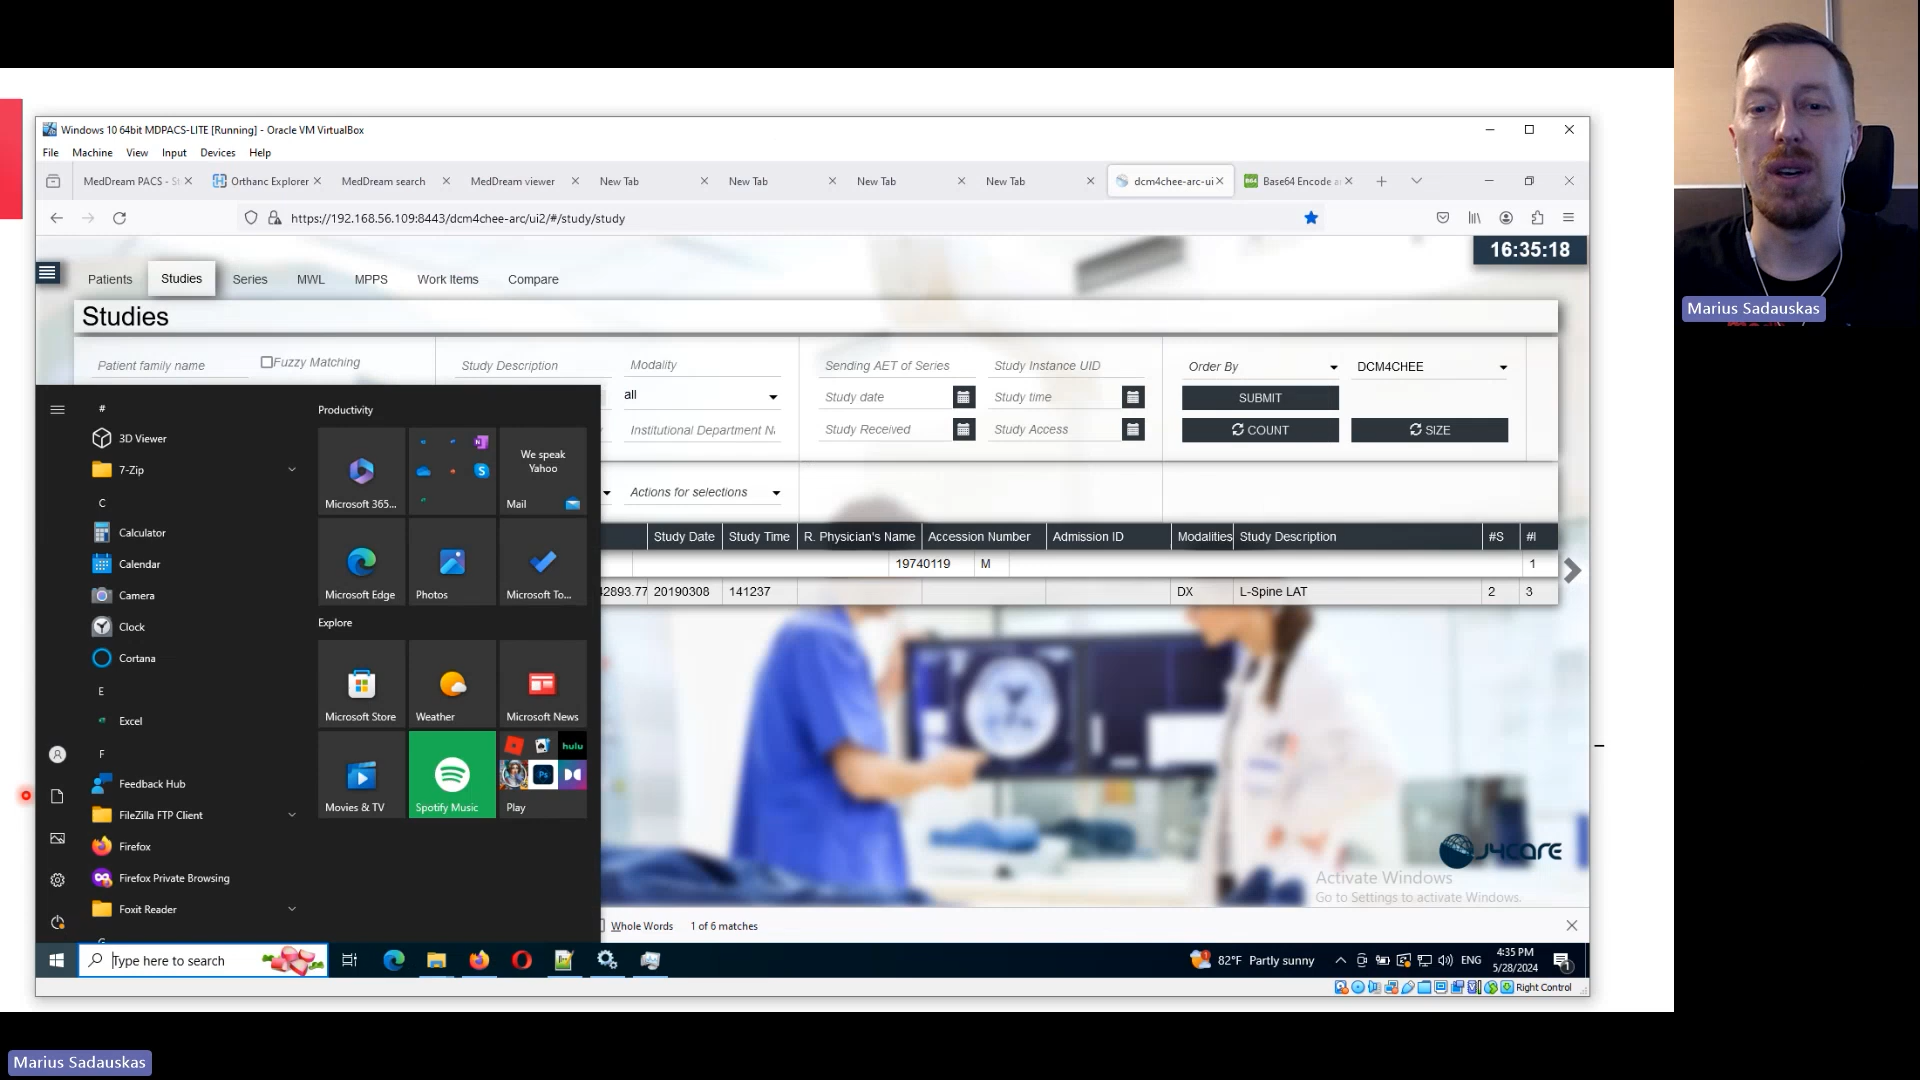 Windows 10 64bit MDPACS-LITE [Running] - Oracle VM VirtualBox
File Machine View Input Devices Help
MedDream PACS - St
Orthanc Explorer
MedDream search
MedDream viewer
New Tab
New Tab
New Tab
New Tab
dcm4chee-arc-ui
Base64 Encode a
https://192.168.56.109:8443/dcm4chee-arc/ui2/#/study/study
16:35:18
Patients Studies Series MWL MPPS Work Items Compare
Studies
Patient family name
Fuzzy Matching
Study Description
Modality
all
Institutional Department N
Sending AET of Series
Study Instance UID
Study date
Study time
Study Received
Study Access
Order By
DCM4CHEE
SUBMIT
COUNT
SIZE
Actions for selections
Study Date Study Time R. Physician's Name Accession Number Admission ID Modalities Study Description #S #I
19740119 M 1
42893.77 20190308 141237 DX L-Spine LAT 2 3
#
3D Viewer
7-Zip
C
Calculator
Calendar
Camera
Clock
Cortana
E
Excel
F
Feedback Hub
FileZilla FTP Client
Firefox
Firefox Private Browsing
Foxit Reader
Productivity
Microsoft 365...
We speak
Yahoo
Mail
Microsoft Edge
Photos
Microsoft To...
Explore
Microsoft Store
Weather
Microsoft News
Movies & TV
Spotify Music
hulu
Ps
Play
J4care
Activate Windows
Go to Settings to activate Windows.
Whole Words 1 of 6 matches
Type here to search
82°F Partly sunny
ENG
4:35 PM
5/28/2024
1
Right Control
Marius Sadauskas
Marius Sadauskas